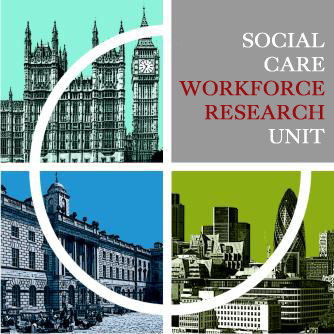 SOCIAL
CARE
WORKFORCE
RESEARCH
UNIT